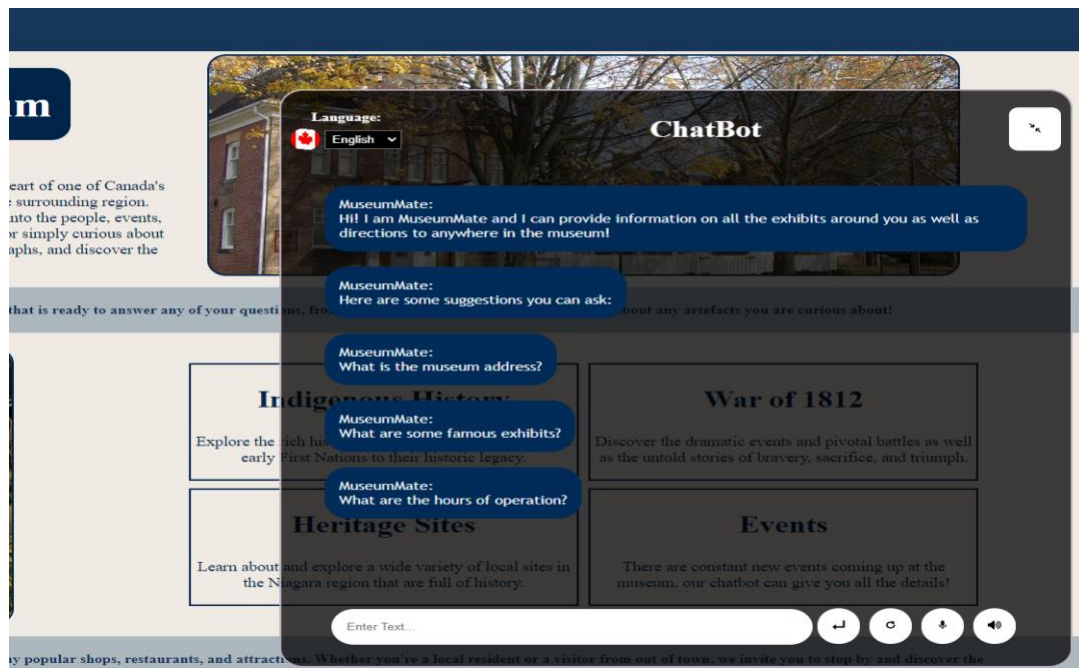 um
eart of one of Canada's
surrounding region.
nto the people, events,
or simply curious about
aphs, and discover the
Language:
English
ChatBot
MuseumMate:
Hi! I am MuseumMate and I can provide information on all the exhibits around you as well as
directions to anywhere in the museum!
MuseumMate:
Here are some suggestions you can ask:
that is ready to answer any of your questions, about any artefacts you are curious about!
MuseumMate:
What is the museum address?
Indigenous History
MuseumMate:
What are some famous exhibits?
Explore the rich his
early First Nations to their historic legacy.
War of 1812
Discover the dramatic events and pivotal battles as well
as the untold stories of bravery, sacrifice, and triumph.
MuseumMate:
What are the hours of operation?
Heritage Sites
Learn about and explore a wide variety of local sites in
the Niagara region that are full of history.
Events
There are constant new events coming up at the
museum, our chatbot can give you all the details!
Enter Text...
ny popular shops, restaurants, and attractions. Whether you're a local resident or a visitor from out of town, we invite you to stop by and discover the